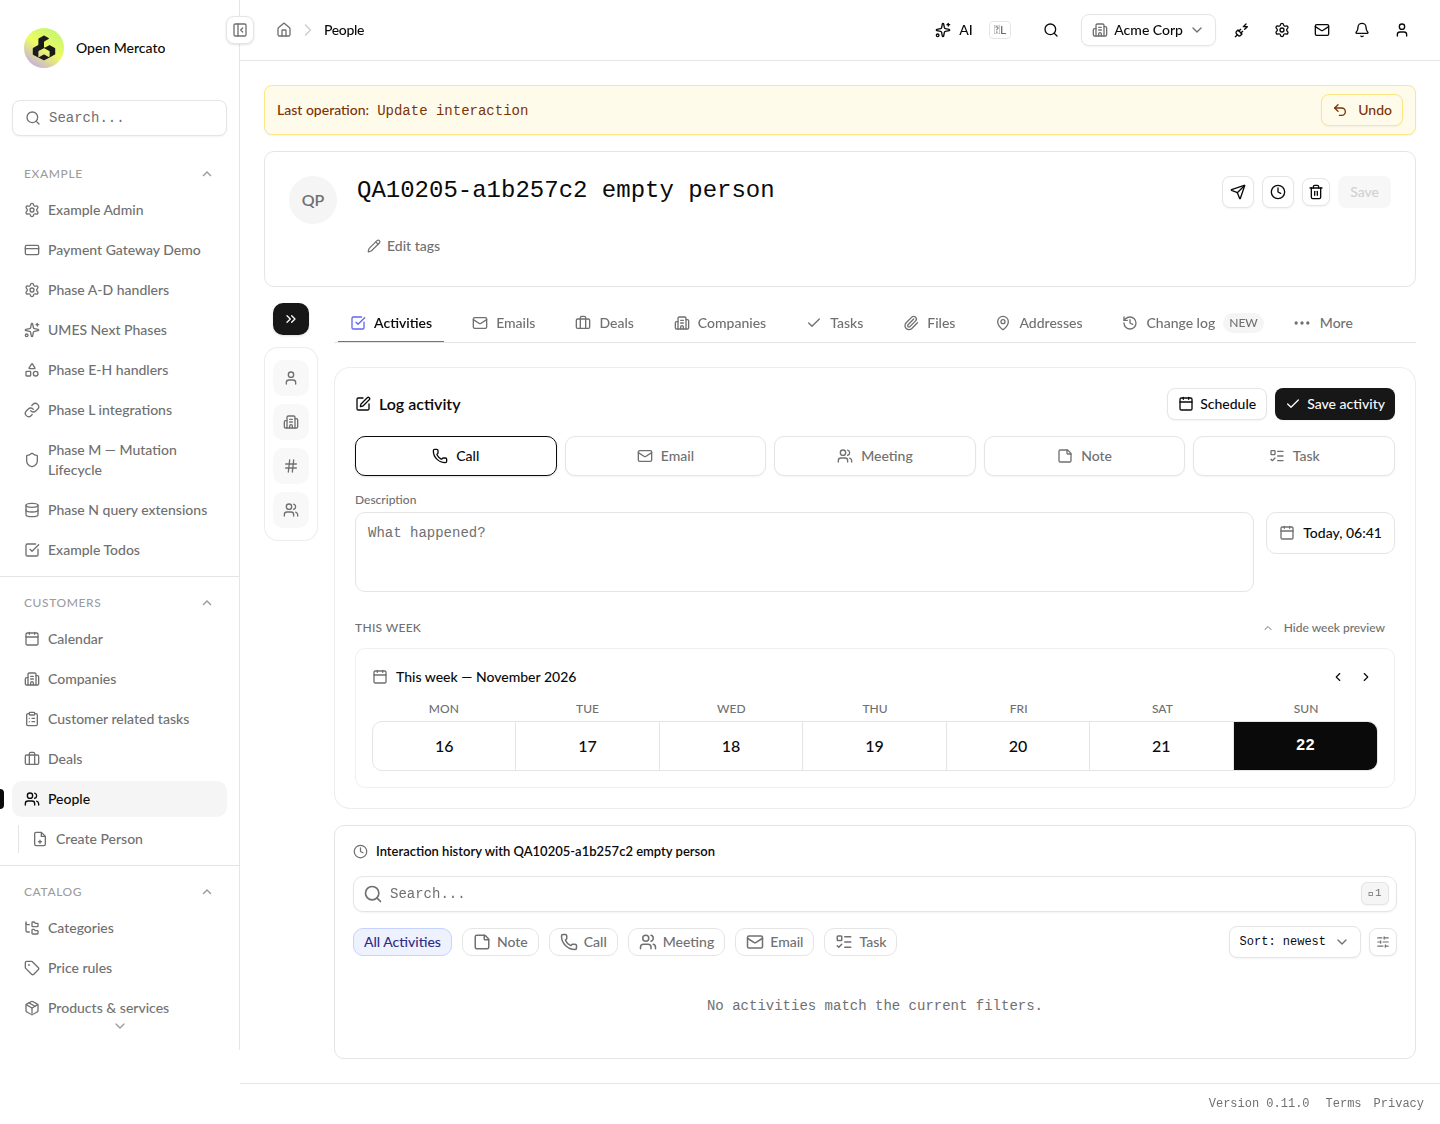 Open Mercato
Search...
EXAMPLE
Example Admin
Payment Gateway Demo
Phase A-D handlers
UMES Next Phases
Phase E-H handlers
Phase L integrations
Phase M — Mutation
Lifecycle
Phase N query extensions
Example Todos
CUSTOMERS
Calendar
Companies
Customer related tasks
Deals
People
Create Person
CATALOG
Categories
Price rules
Products & services
People
AI
L
Acme Corp
Last operation: Update interaction
Undo
QP
QA10205-a1b257c2 empty person
Save
Edit tags
Activities
Emails
Deals
Companies
Tasks
Files
Addresses
Change log NEW
More
Log activity
Schedule
Save activity
Call
Email
Meeting
Note
Task
Description
What happened?
Today, 06:41
THIS WEEK
Hide week preview
This week — November 2026
MON TUE WED THU FRI SAT SUN
16 17 18 19 20 21 22
Interaction history with QA10205-a1b257c2 empty person
Search...
1
All Activities
Note
Call
Meeting
Email
Task
Sort: newest
No activities match the current filters.
Version 0.11.0 Terms Privacy